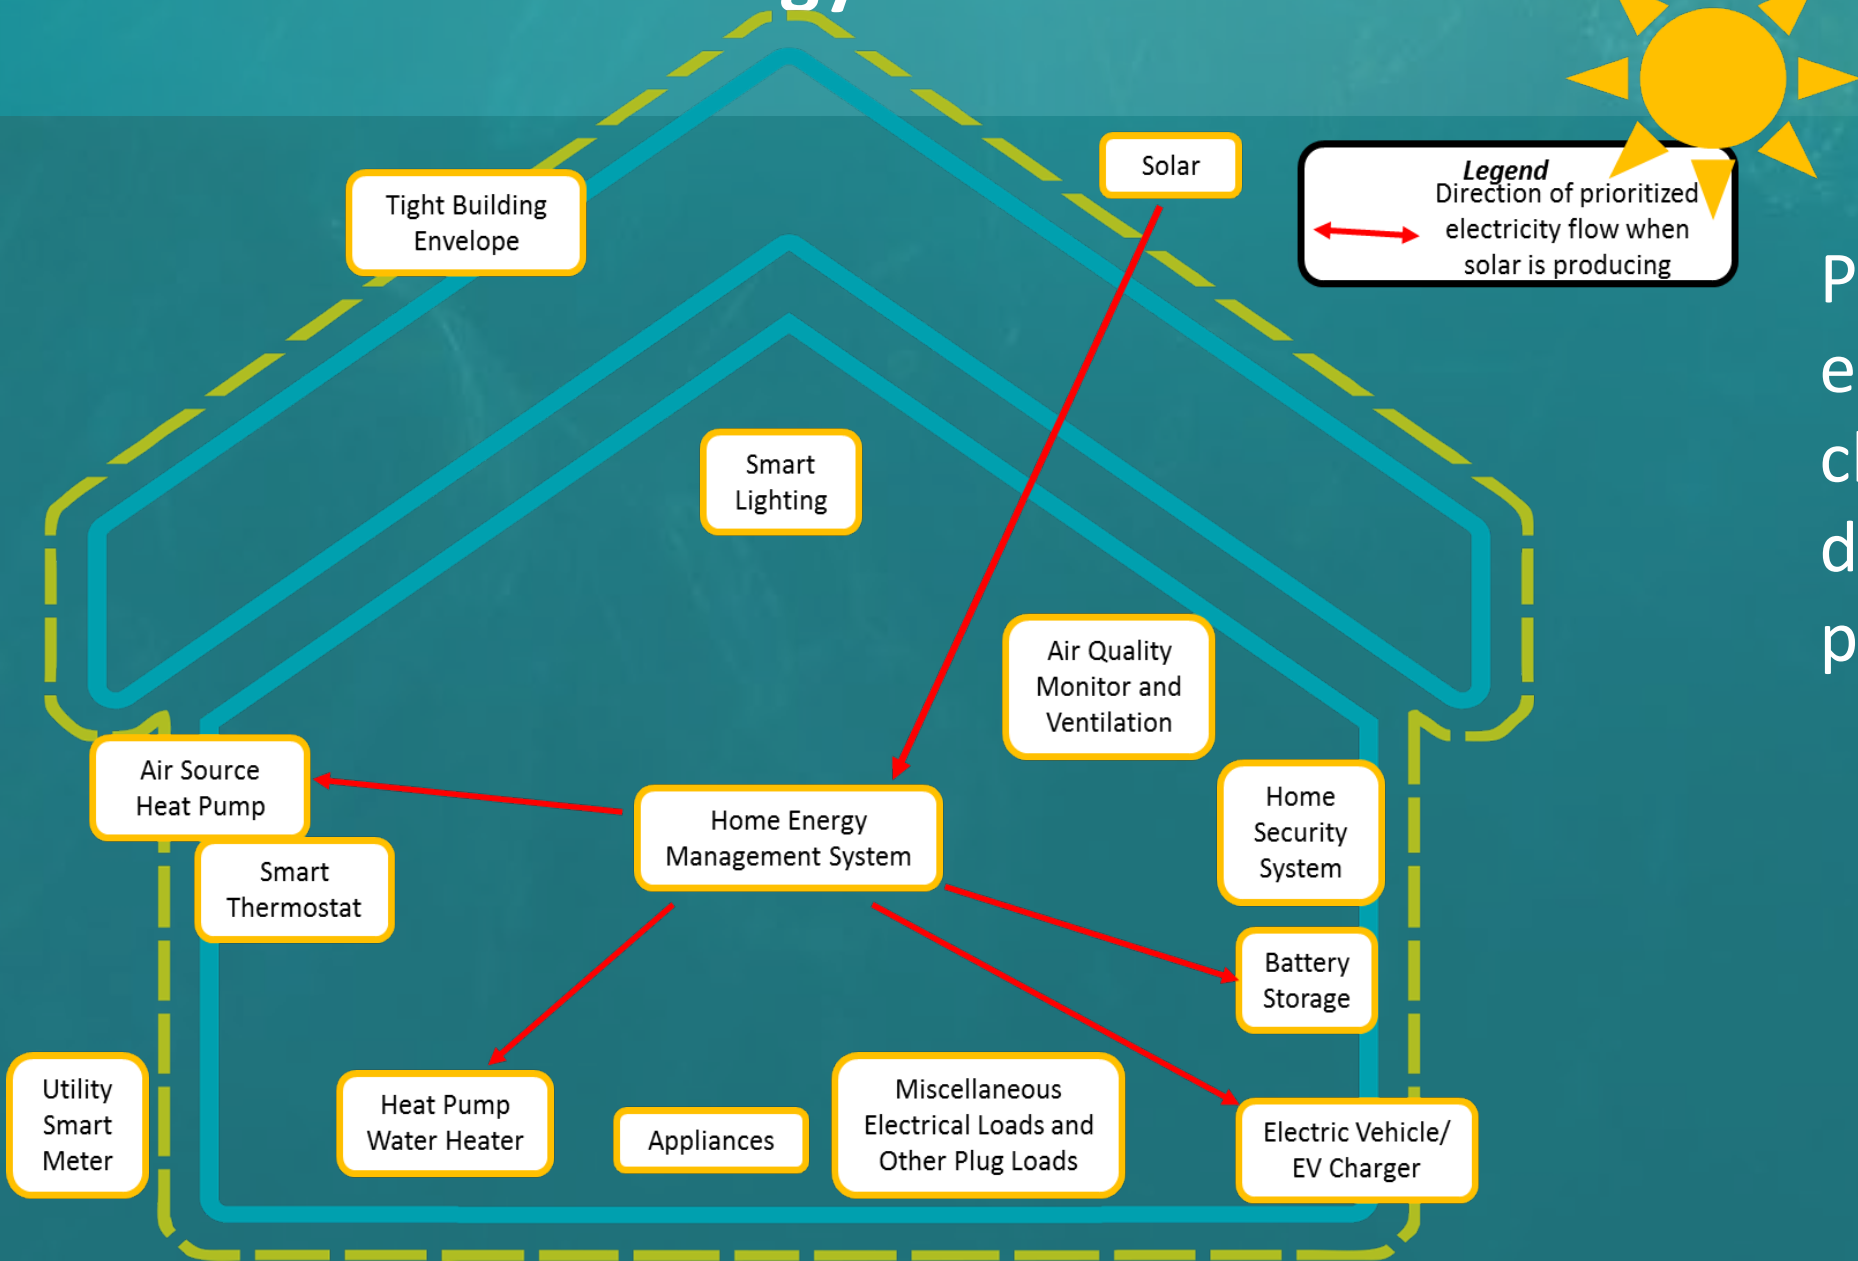 Tight Building
Envelope
Solar
Legend
Direction of prioritized
electricity flow when
solar is producing
Smart
Lighting
Air Quality
Monitor and
Ventilation
Air Source
Heat Pump
Smart
Thermostat
Home Energy
Management System
Home
Security
System
Battery
Storage
Utility
Smart
Meter
Heat Pump
Water Heater
Appliances
Miscellaneous
Electrical Loads and
Other Plug Loads
Electric Vehicle/
EV Charger